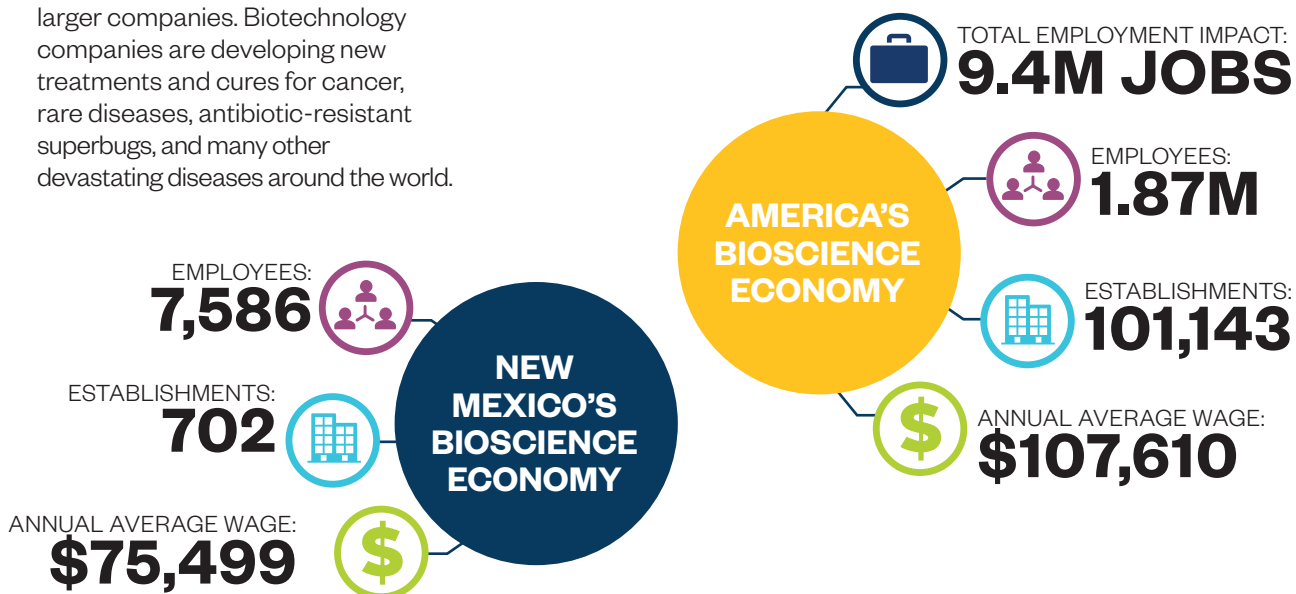 larger companies. Biotechnology
companies are developing new
treatments and cures for cancer,
rare diseases, antibiotic-resistant
superbugs, and many other
devastating diseases around the world.
TOTAL EMPLOYMENT IMPACT:
9.4M JOBS
EMPLOYEES:
1.87M
AMERICA'S
BIOSCIENCE
ECONOMY
ESTABLISHMENTS:
101,143
ANNUAL AVERAGE WAGE:
$107,610
EMPLOYEES:
7,586
ESTABLISHMENTS:
702
NEW
MEXICO'S
BIOSCIENCE
ECONOMY
ANNUAL AVERAGE WAGE:
$75,499